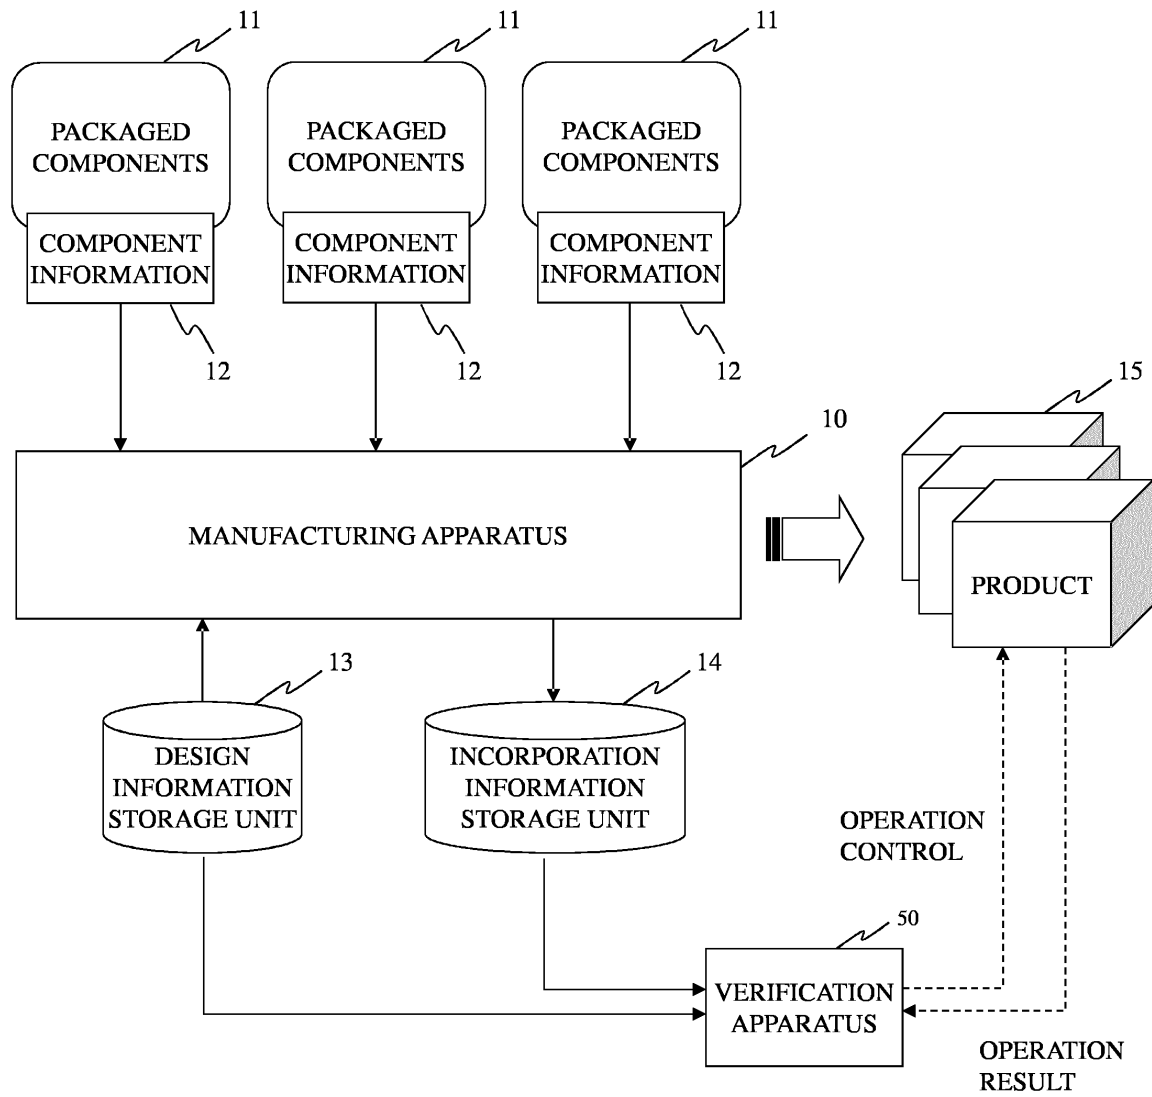 11
11
11
PACKAGED
COMPONENTS
PACKAGED
COMPONENTS
PACKAGED
COMPONENTS
COMPONENT
INFORMATION
COMPONENT
INFORMATION
COMPONENT
INFORMATION
12
12
12
10
15
MANUFACTURING APPARATUS
PRODUCT
13
14
DESIGN
INFORMATION
STORAGE UNIT
INCORPORATION
INFORMATION
STORAGE UNIT
OPERATION
CONTROL
50
VERIFICATION
APPARATUS
OPERATION
RESULT